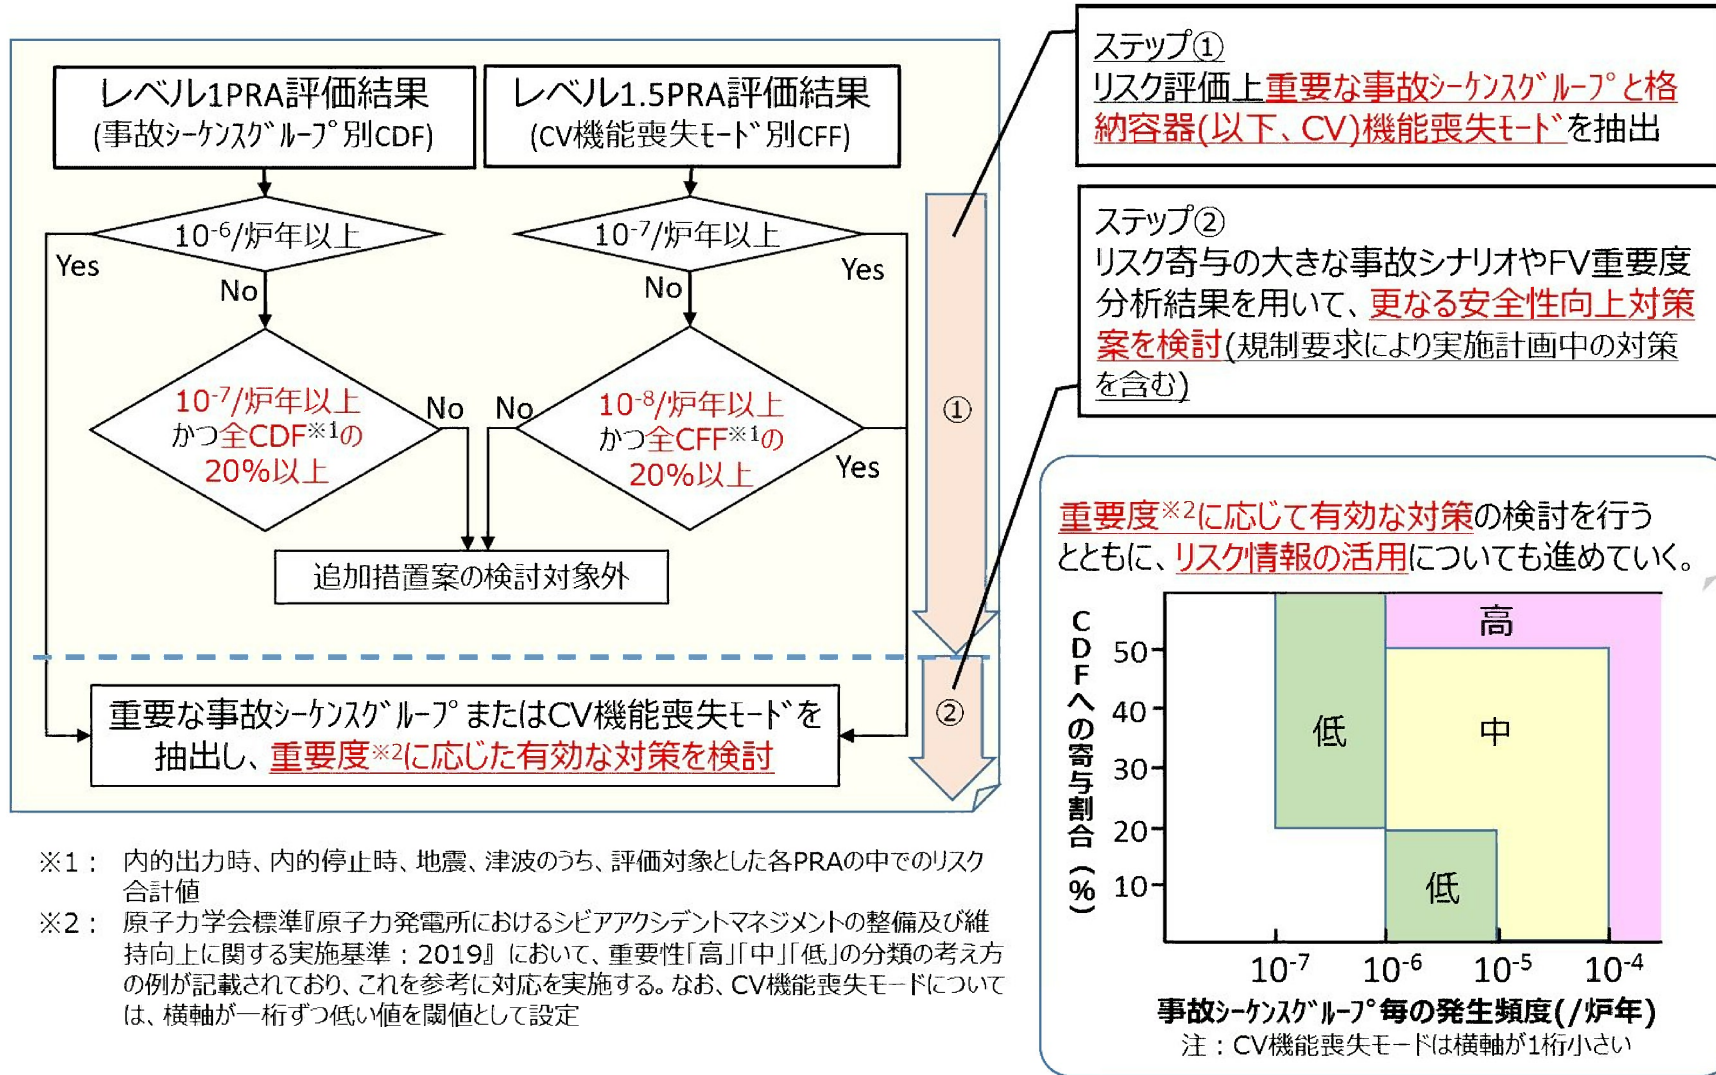 レベル1PRA評価結果
(事故シーケンスグループ別CDF)
レベル1.5PRA評価結果
(CV機能喪失モード別CFF)
10⁻⁶/炉年以上
10⁻⁷/炉年以上
Yes
No
No
Yes
10⁻⁷/炉年以上
かつ全CDF※1の
20%以上
No
No
10⁻⁸/炉年以上
かつ全CFF※1の
20%以上
Yes
追加措置案の検討対象外
①
②
重要な事故シーケンスグループまたはCV機能喪失モードを
抽出し、重要度※2に応じた有効な対策を検討
ステップ①
リスク評価上重要な事故シーケンスグループと格
納容器(以下、CV)機能喪失モードを抽出
ステップ②
リスク寄与の大きな事故シナリオやFV重要度
分析結果を用いて、更なる安全性向上対策
案を検討(規制要求により実施計画中の対策
を含む)
重要度※2に応じて有効な対策の検討を行う
とともに、リスク情報の活用についても進めていく。
CDFへの寄与割合(%)
50
40
30
20
10
高
中
低
低
10⁻⁷
10⁻⁶
10⁻⁵
10⁻⁴
事故シーケンスグループ毎の発生頻度(/炉年)
注：CV機能喪失モードは横軸が1桁小さい
※1： 内的出力時、内的停止時、地震、津波のうち、評価対象とした各PRAの中でのリスク
合計値
※2： 原子力学会標準『原子力発電所におけるシビアアクシデントマネジメントの整備及び維
持向上に関する実施基準：2019』において、重要性「高」「中」「低」の分類の考え方
の例が記載されており、これを参考に対応を実施する。なお、CV機能喪失モードについて
は、横軸が一桁ずつ低い値を閾値として設定